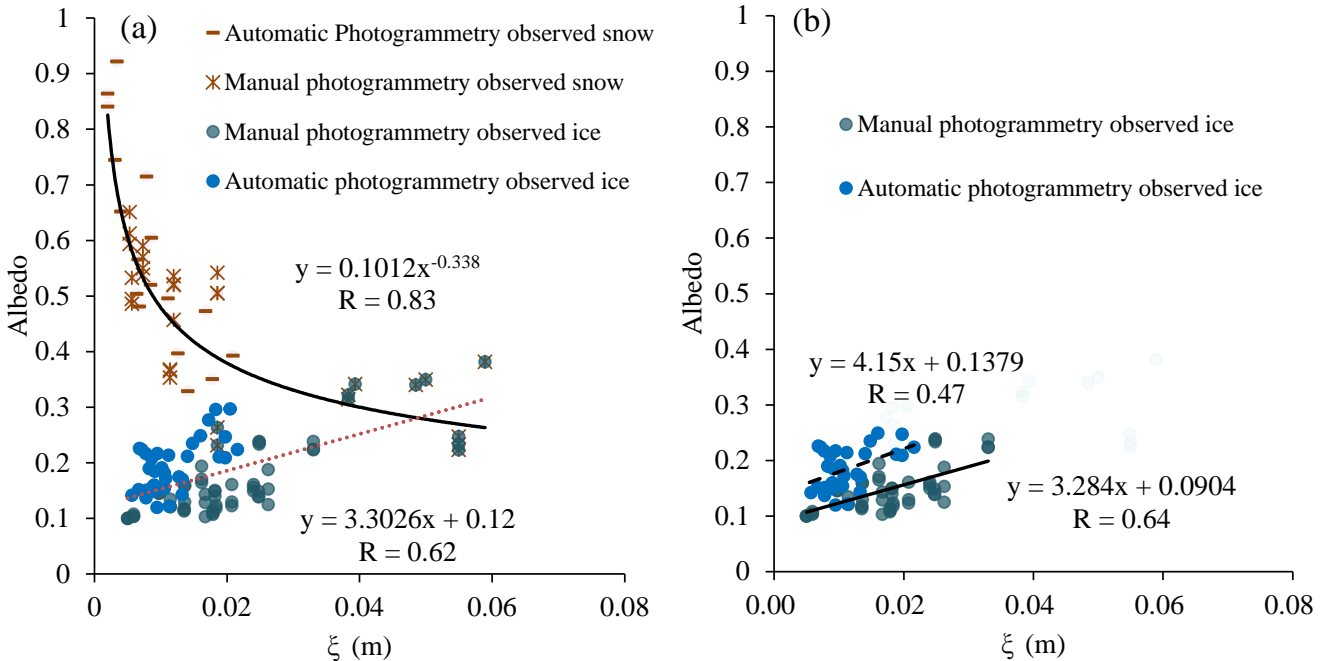 (a)
Automatic Photogrammetry observed snow
Manual photogrammetry observed snow
Manual photogrammetry observed ice
Automatic photogrammetry observed ice
y = 0.1012x^-0.338
R = 0.83
y = 3.3026x + 0.12
R = 0.62
Albedo
1
0.9
0.8
0.7
0.6
0.5
0.4
0.3
0.2
0.1
0
0
0.02
0.04
0.06
0.08
ξ (m)
(b)
Manual photogrammetry observed ice
Automatic photogrammetry observed ice
y = 4.15x + 0.1379
R = 0.47
y = 3.284x + 0.0904
R = 0.64
Albedo
1
0.9
0.8
0.7
0.6
0.5
0.4
0.3
0.2
0.1
0
0.00
0.02
0.04
0.06
0.08
ξ (m)